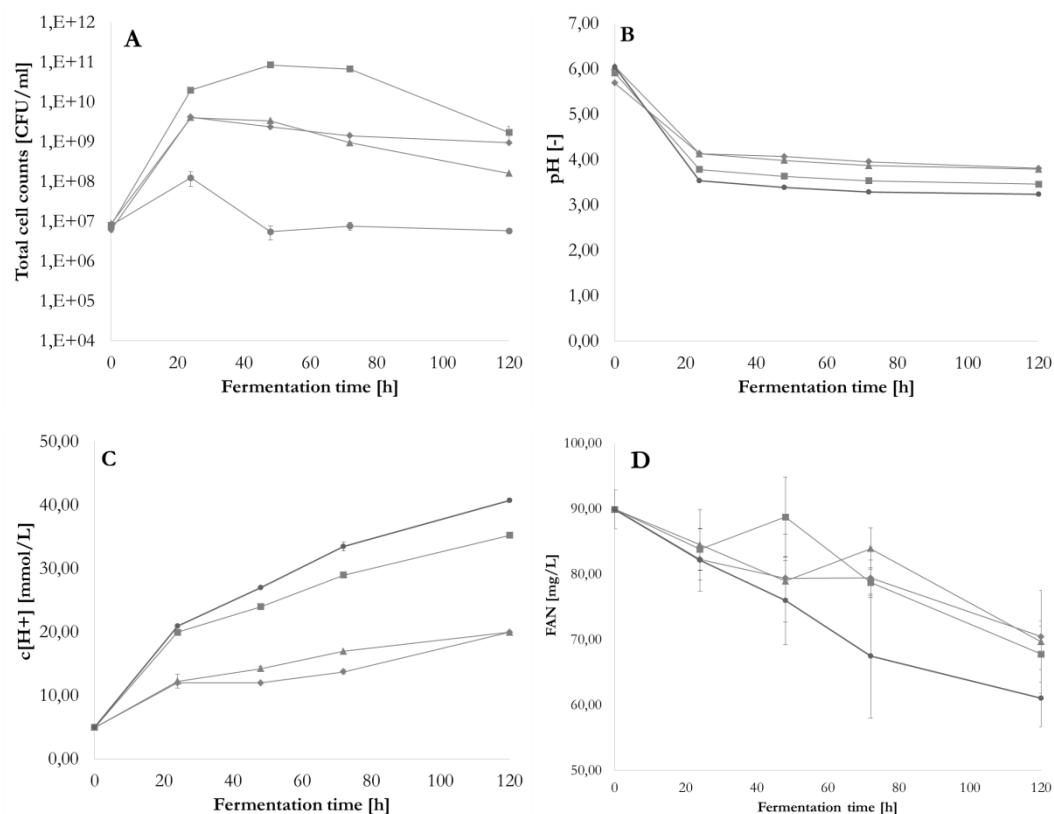 A
Total cell counts [CFU/ml]
1,E+12
1,E+11
1,E+10
1,E+09
1,E+08
1,E+07
1,E+06
1,E+05
1,E+04
0 20 40 60 80 100 120
Fermentation time [h]
B
pH [-]
7,00
6,00
5,00
4,00
3,00
2,00
1,00
0,00
0 20 40 60 80 100 120
Fermentation time [h]
C
c[H+] [mmol/L]
50,00
40,00
30,00
20,00
10,00
0,00
0 20 40 60 80 100 120
Fermentation time [h]
D
FAN [mg/L]
100,00
90,00
80,00
70,00
60,00
50,00
0 20 40 60 80 100 120
Fermentation time [h]